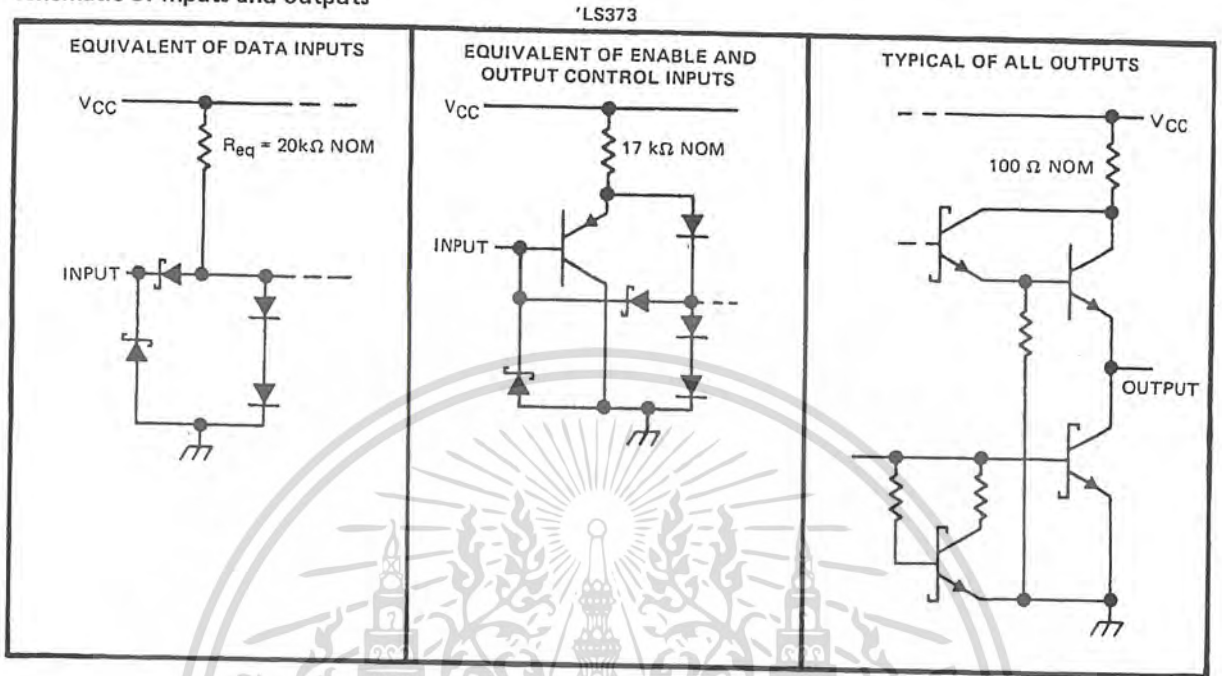 'LS373
EQUIVALENT OF DATA INPUTS
VCC
Req = 20kΩ NOM
INPUT
EQUIVALENT OF ENABLE AND
OUTPUT CONTROL INPUTS
VCC
17 kΩ NOM
INPUT
TYPICAL OF ALL OUTPUTS
VCC
100 Ω NOM
OUTPUT